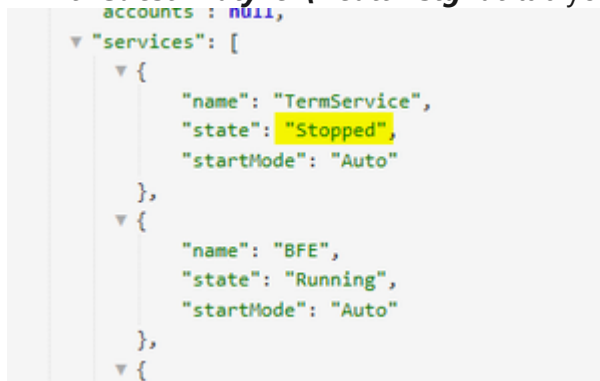 accounts : null,
▼ "services": [
▼ {
"name": "TermService",
"state": "Stopped",
"startMode": "Auto"
},
▼ {
"name": "BFE",
"state": "Running",
"startMode": "Auto"
},
▼ {